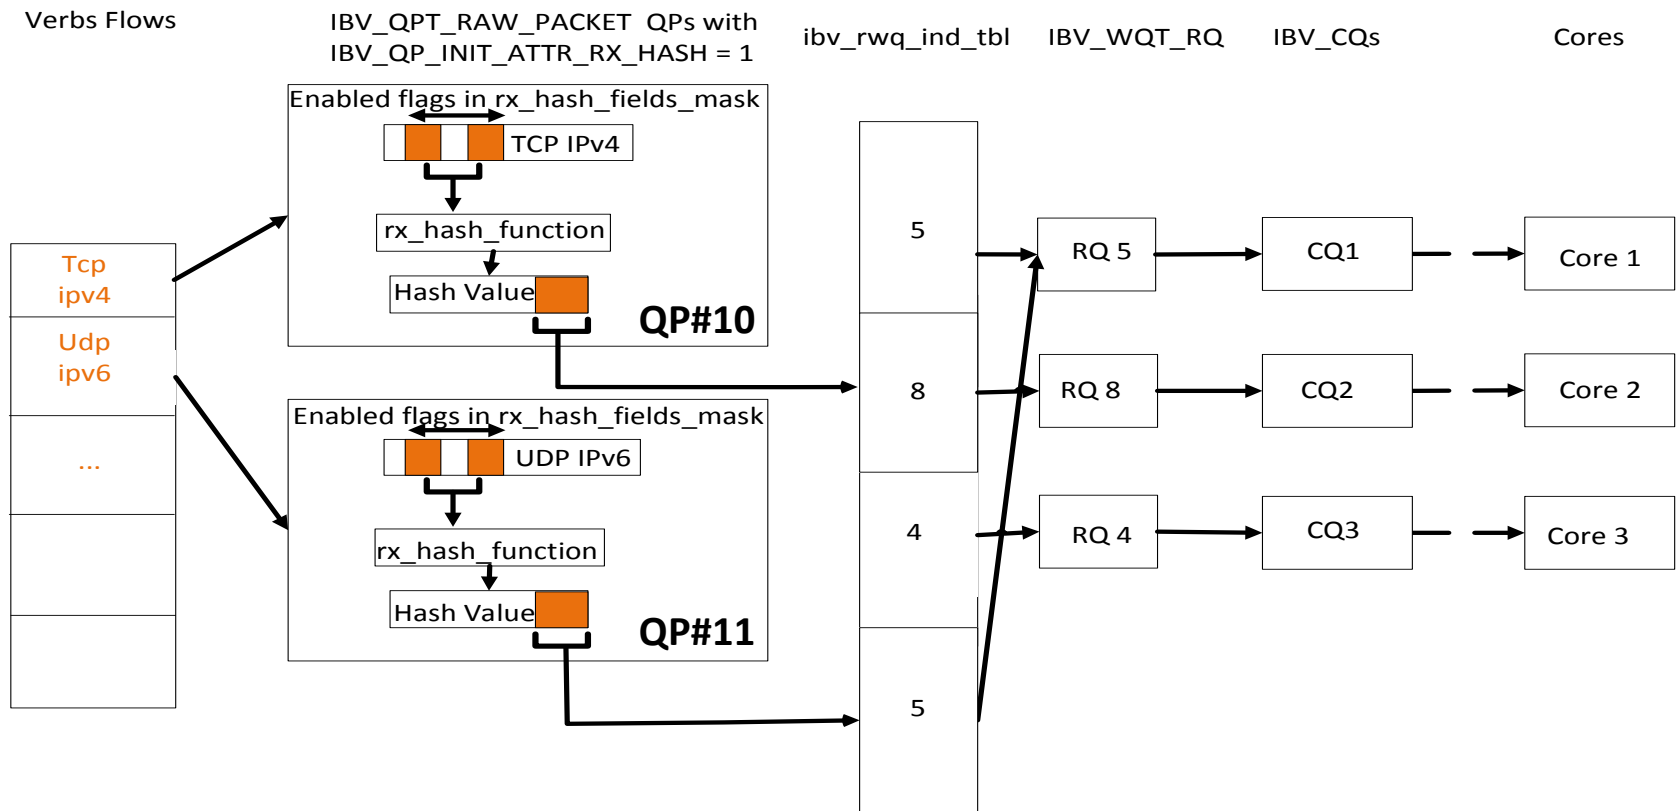 Verbs Flows
IBV_QPT_RAW_PACKET QPs with
IBV_QP_INIT_ATTR_RX_HASH = 1
ibv_rwq_ind_tbl
IBV_WQT_RQ
IBV_CQs
Cores
Tcp
ipv4
Udp
ipv6
...
Enabled flags in rx_hash_fields_mask
TCP IPv4
rx_hash_function
Hash Value
QP#10
Enabled flags in rx_hash_fields_mask
UDP IPv6
rx_hash_function
Hash Value
QP#11
5
8
4
5
RQ 5
CQ1
Core 1
RQ 8
CQ2
Core 2
RQ 4
CQ3
Core 3